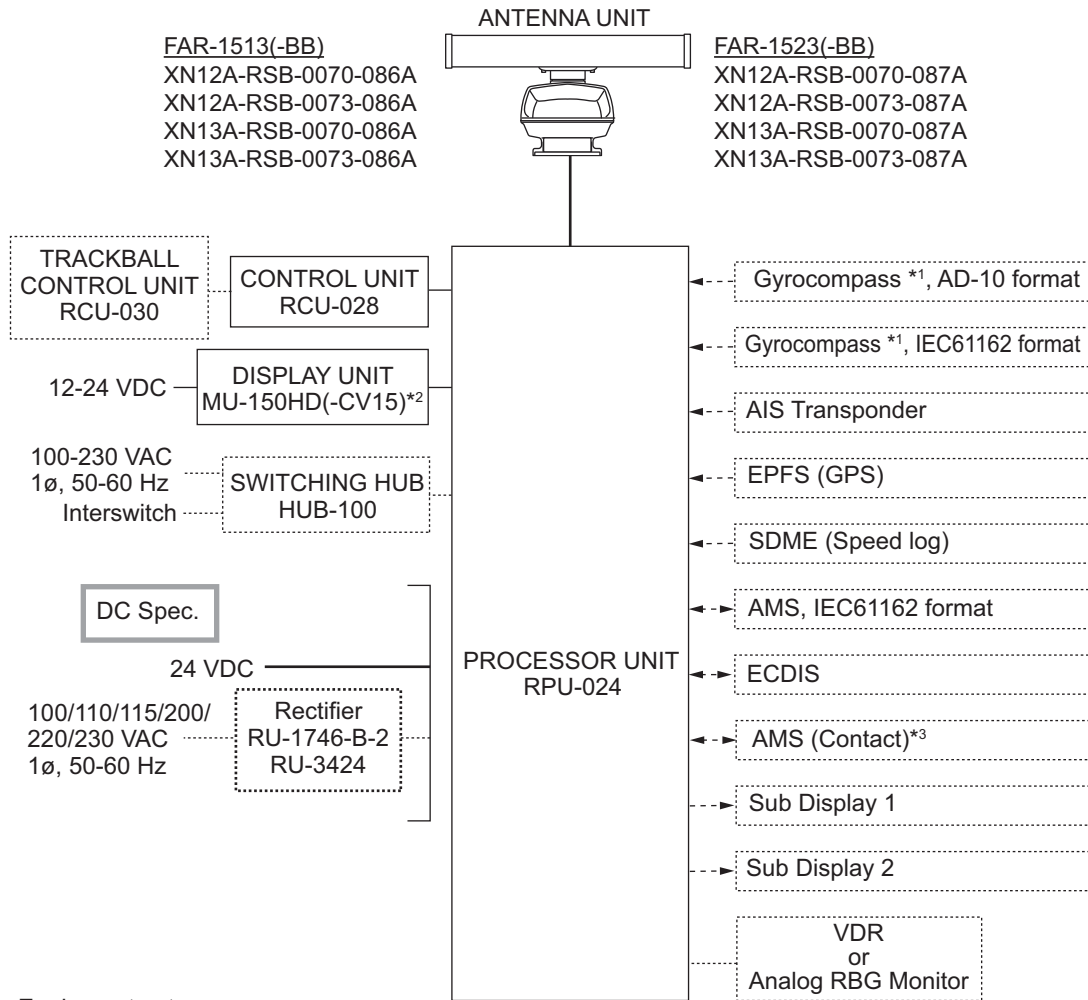 ANTENNA UNIT
FAR-1513(-BB)
XN12A-RSB-0070-086A
XN12A-RSB-0073-086A
XN13A-RSB-0070-086A
XN13A-RSB-0073-086A
FAR-1523(-BB)
XN12A-RSB-0070-087A
XN12A-RSB-0073-087A
XN13A-RSB-0070-087A
XN13A-RSB-0073-087A
TRACKBALL
CONTROL UNIT
RCU-030
CONTROL UNIT
RCU-028
12-24 VDC
DISPLAY UNIT
MU-150HD(-CV15)*2
100-230 VAC
1ø, 50-60 Hz
Interswitch
SWITCHING HUB
HUB-100
DC Spec.
24 VDC
100/110/115/200/
220/230 VAC
1ø, 50-60 Hz
Rectifier
RU-1746-B-2
RU-3424
PROCESSOR UNIT
RPU-024
Gyrocompass *1, AD-10 format
Gyrocompass *1, IEC61162 format
AIS Transponder
EPFS (GPS)
SDME (Speed log)
AMS, IEC61162 format
ECDIS
AMS (Contact)*3
Sub Display 1
Sub Display 2
VDR
or
Analog RBG Monitor